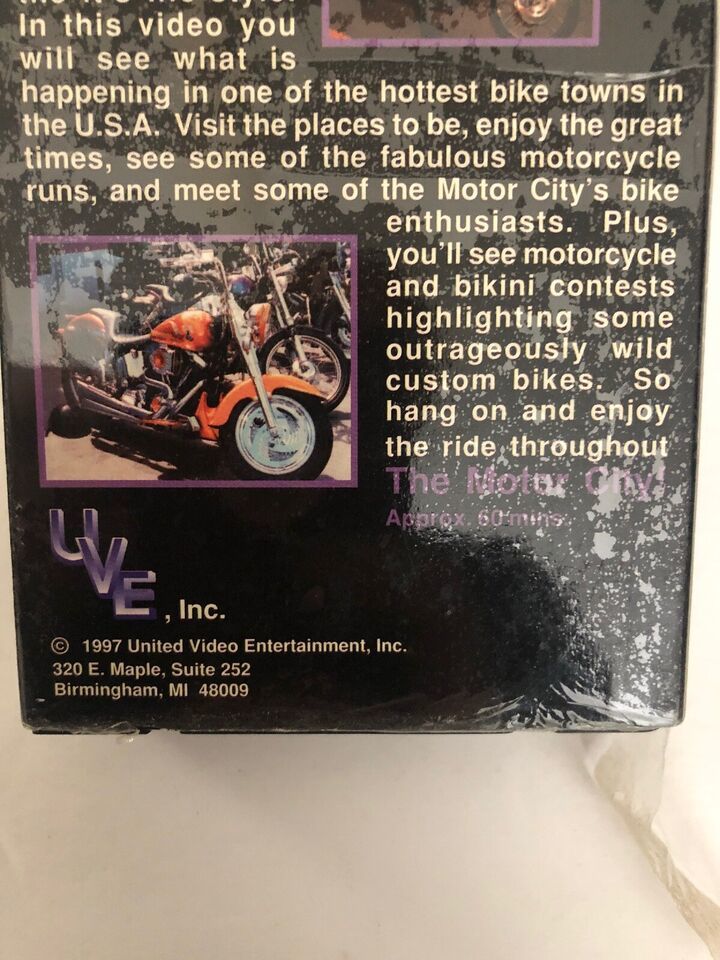 In this video you
will see what is
happening in one of the hottest bike towns in
the U.S.A. Visit the places to be, enjoy the great
times, see some of the fabulous motorcycle
runs, and meet some of the Motor City's bike
enthusiasts. Plus,
you'll see motorcycle
and bikini contests
highlighting some
outrageously wild
custom bikes. So
hang on and enjoy
the ride throughout
The Motor City!
Approx. 60 mins.
UVE, Inc.
© 1997 United Video Entertainment, Inc.
320 E. Maple, Suite 252
Birmingham, MI 48009